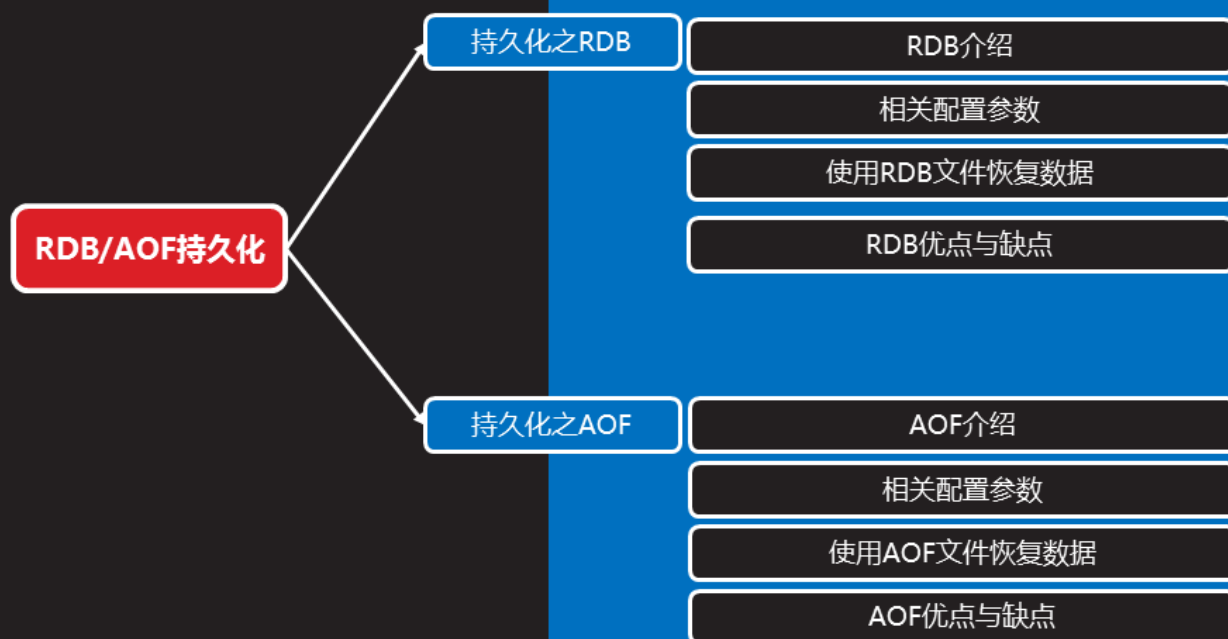 RDB/AOF持久化
持久化之RDB
RDB介绍
相关配置参数
使用RDB文件恢复数据
RDB优点与缺点
持久化之AOF
AOF介绍
相关配置参数
使用AOF文件恢复数据
AOF优点与缺点